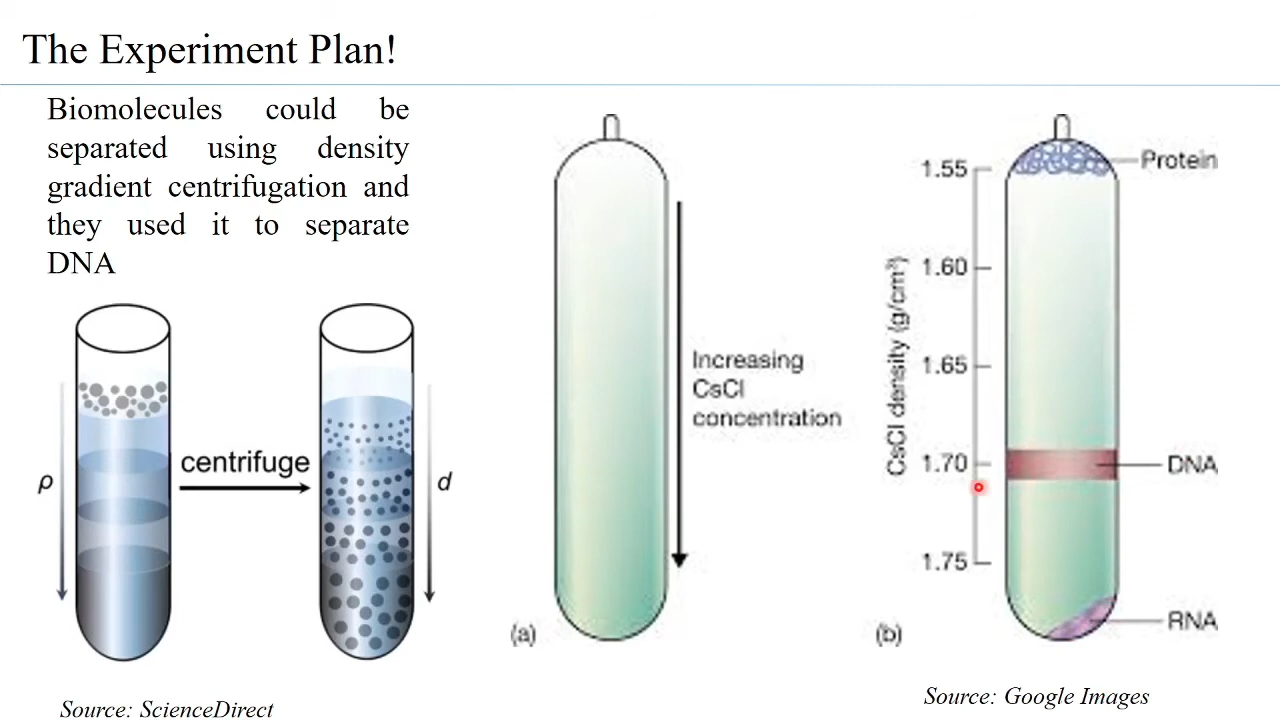 The Experiment Plan!
Biomolecules could be
separated using density
gradient centrifugation and
they used it to separate
DNA
ρ
centrifuge
d
Source: ScienceDirect
Increasing
CsCl
concentration
(a)
CsCl density (g/cm³)
1.55
1.60
1.65
1.70
1.75
Protein
DNA
RNA
(b)
Source: Google Images